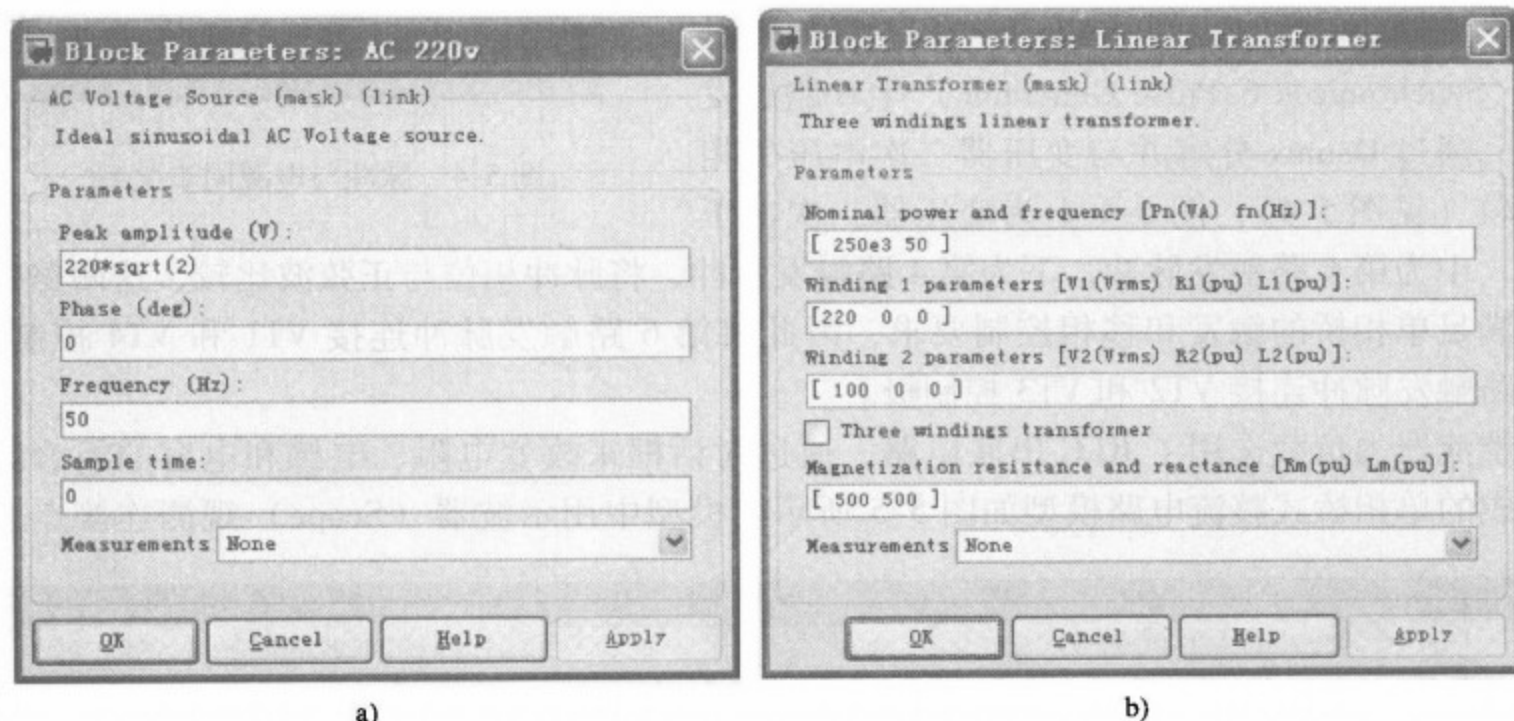 Block Parameters: AC 220v
AC Voltage Source (mask) (link)
Ideal sinusoidal AC Voltage source.
Parameters
Peak amplitude (V):
220*sqrt(2)
Phase (deg):
0
Frequency (Hz):
50
Sample time:
0
Measurements None
OK Cancel Help Apply
a)
Block Parameters: Linear Transformer
Linear Transformer (mask) (link)
Three windings linear transformer.
Parameters
Nominal power and frequency [Pn(VA) fn(Hz)]:
[ 250e3 50 ]
Winding 1 parameters [V1(Vrms) R1(pu) L1(pu)]:
[220 0 0 ]
Winding 2 parameters [V2(Vrms) R2(pu) L2(pu)]:
[ 100 0 0 ]
Three windings transformer
Magnetization resistance and reactance [Rm(pu) Lm(pu)]:
[ 500 500 ]
Measurements None
OK Cancel Help Apply
b)